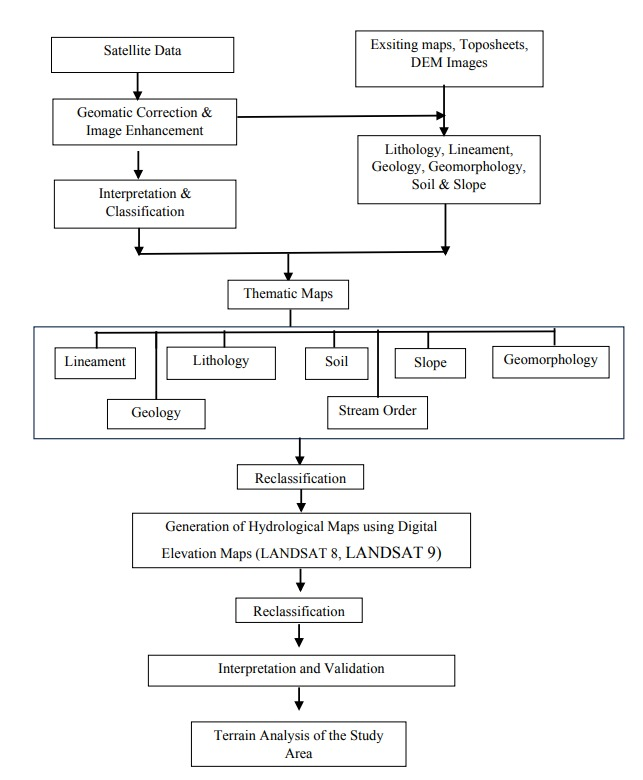 Satellite Data
Exsiting maps, Toposheets,
DEM Images
Geomatic Correction &
Image Enhancement
Lithology, Lineament,
Geology, Geomorphology,
Soil & Slope
Interpretation &
Classification
Thematic Maps
Lineament
Lithology
Soil
Slope
Geomorphology
Geology
Stream Order
Reclassification
Generation of Hydrological Maps using Digital
Elevation Maps (LANDSAT 8, LANDSAT 9)
Reclassification
Interpretation and Validation
Terrain Analysis of the Study
Area